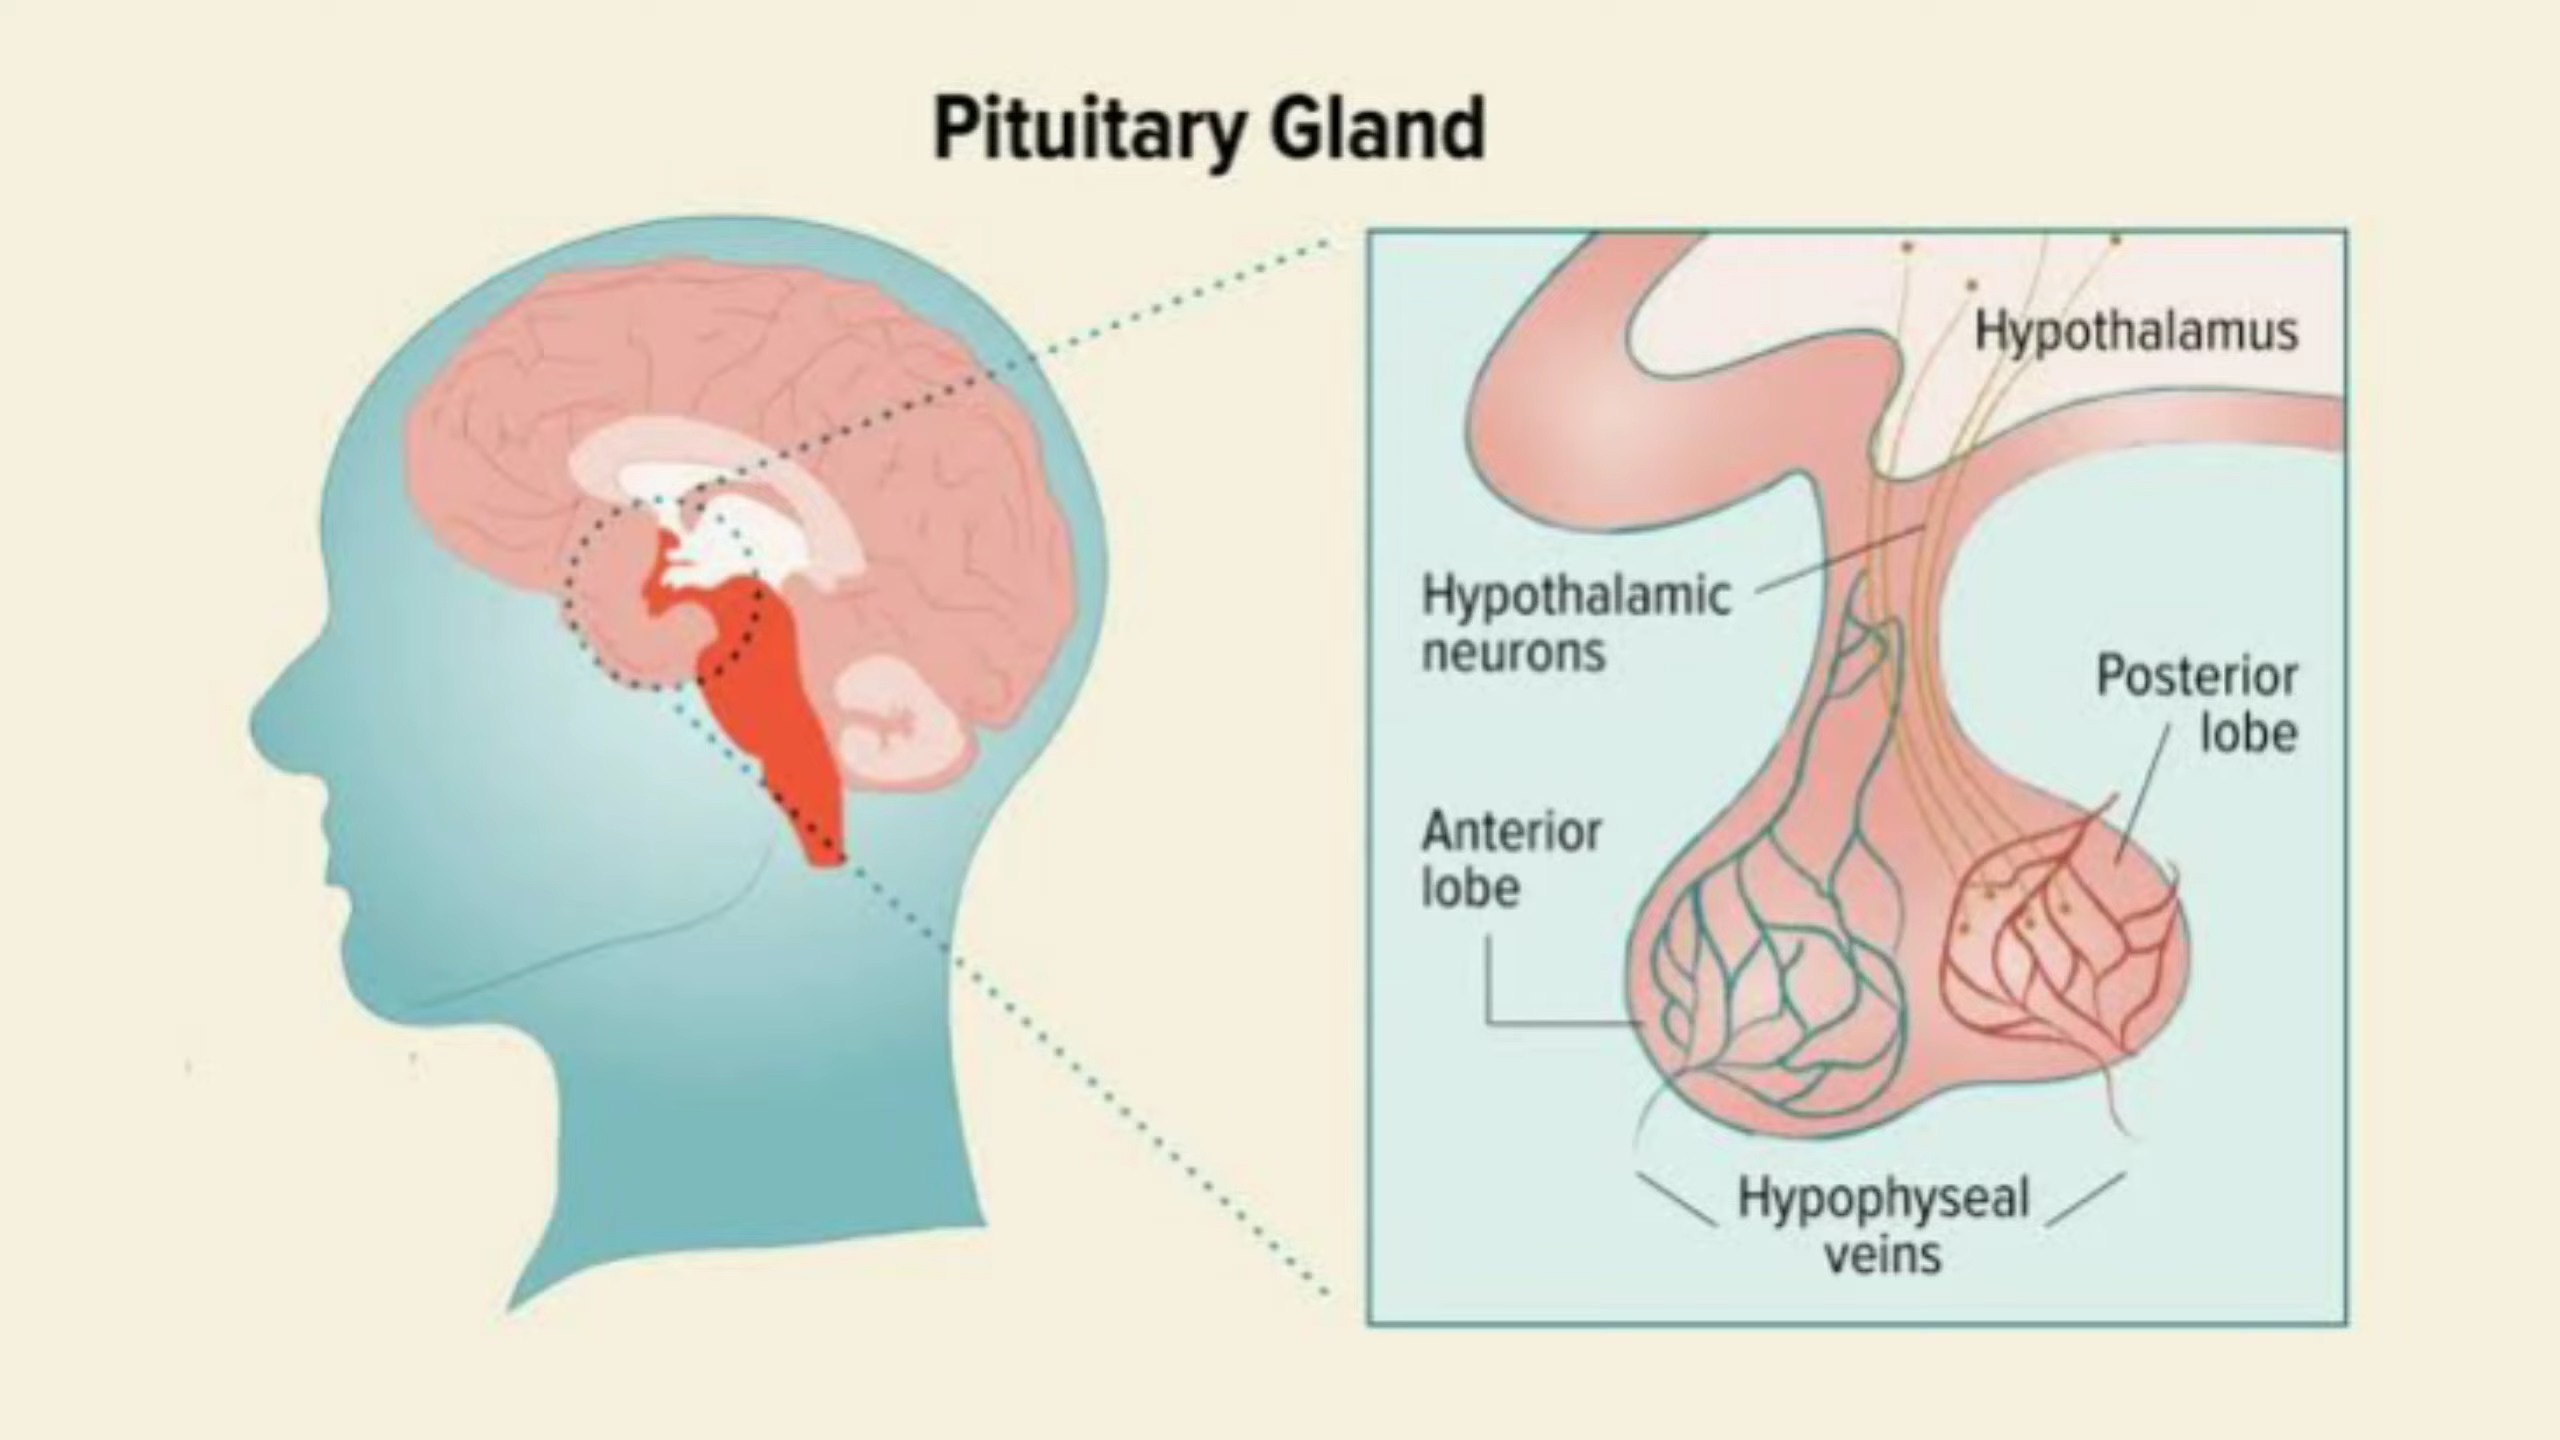 Pituitary Gland
Hypothalamus
Hypothalamic
neurons
Posterior
lobe
Anterior
lobe
Hypophyseal
veins